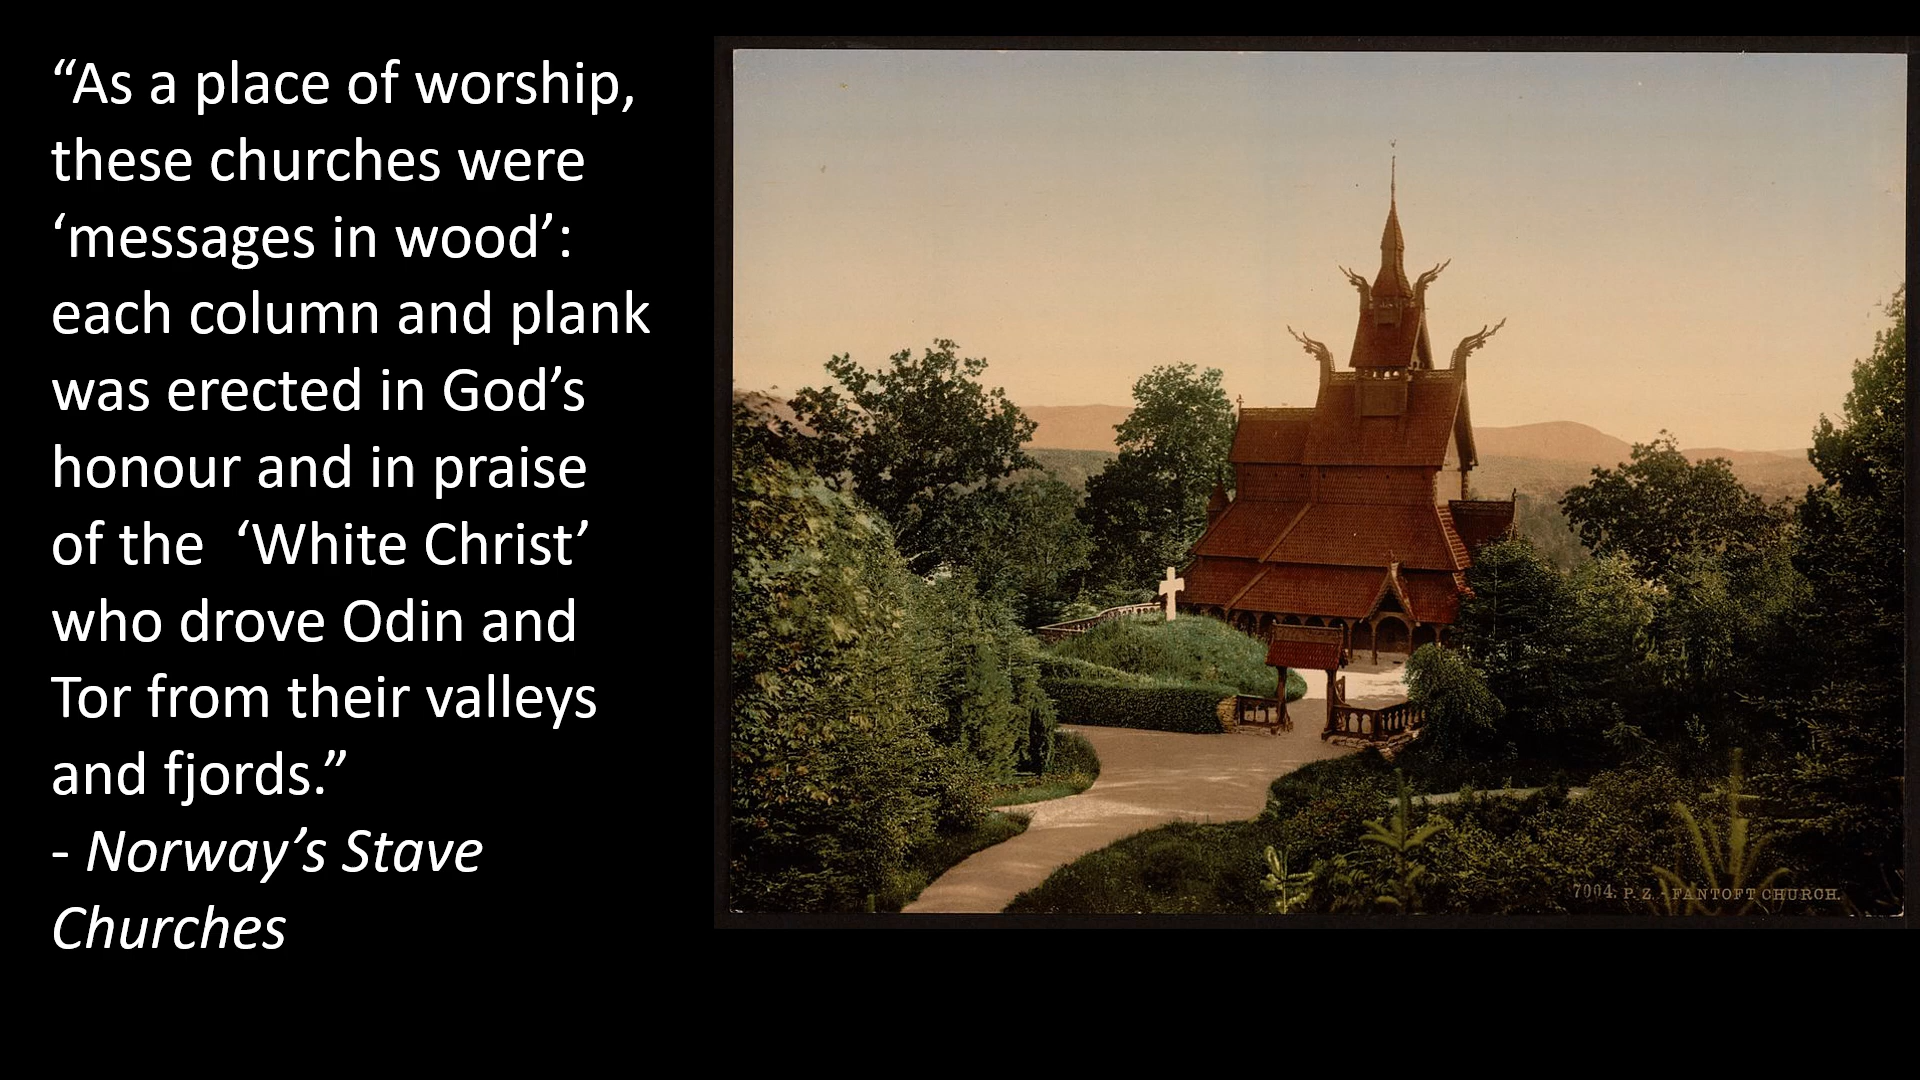 “As a place of worship,
these churches were
‘messages in wood’:
each column and plank
was erected in God’s
honour and in praise
of the  ‘White Christ’
who drove Odin and
Tor from their valleys
and fjords.”
- Norway’s Stave
Churches
7004. P. Z. - FANTOFT CHURCH.